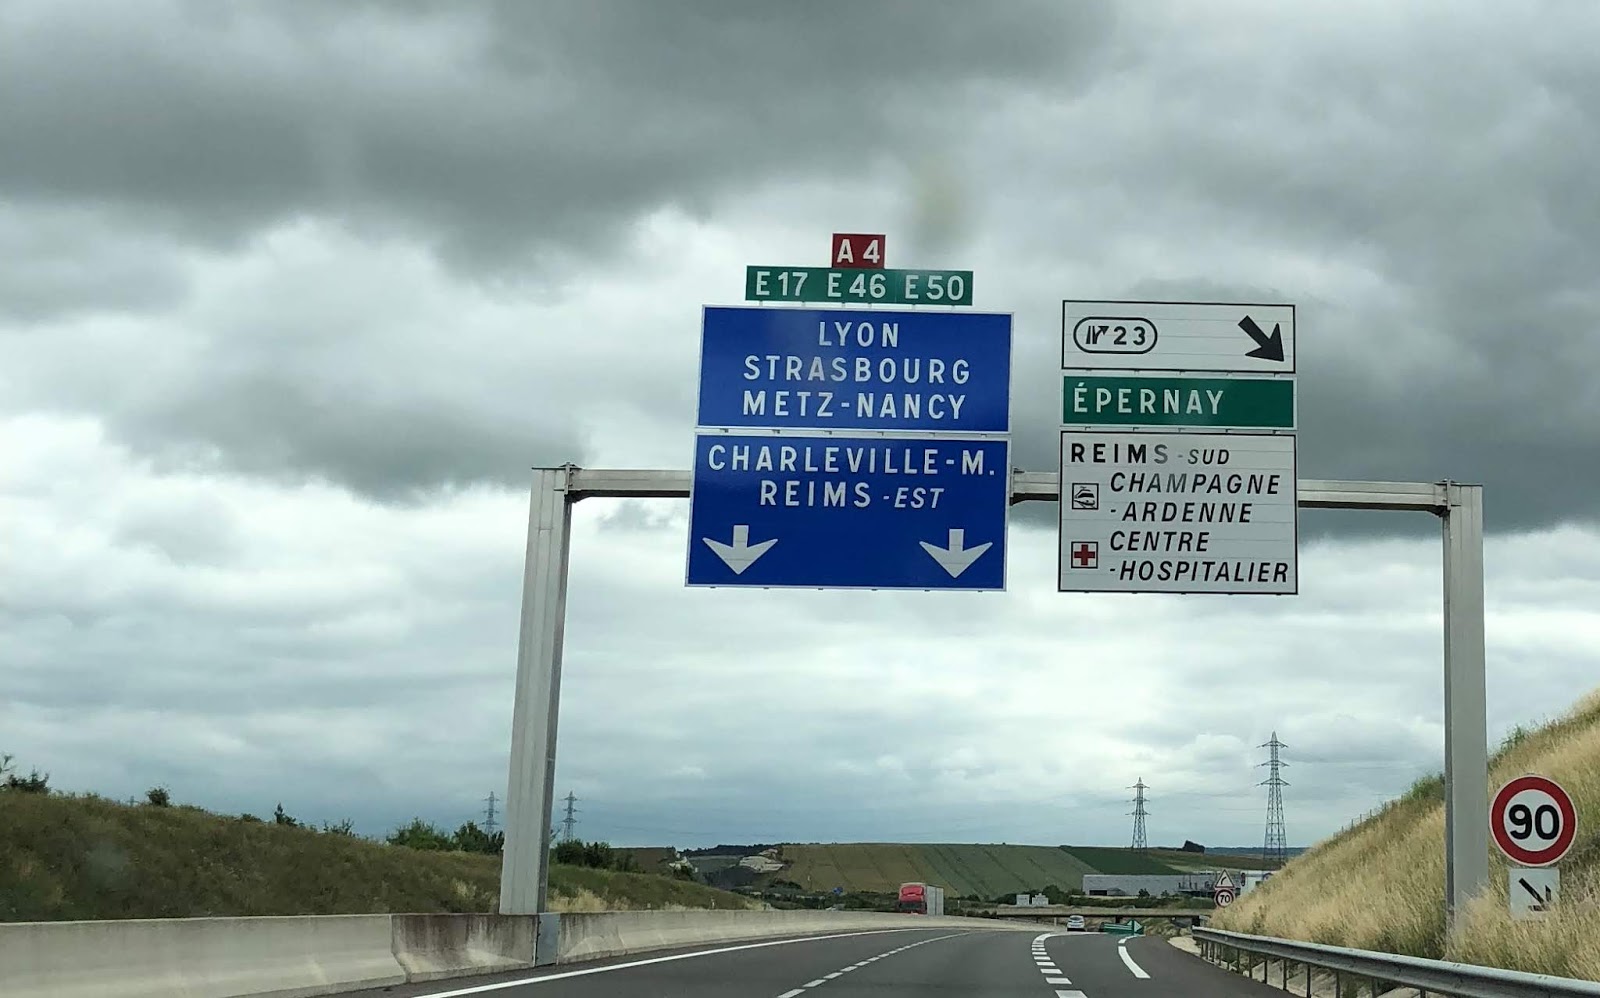 A 4
E17 E46 E50
LYON
STRASBOURG
METZ-NANCY
CHARLEVILLE-M.
REIMS -EST
23
ÉPERNAY
REIMS -SUD
CHAMPAGNE
-ARDENNE
CENTRE
-HOSPITALIER
90
70